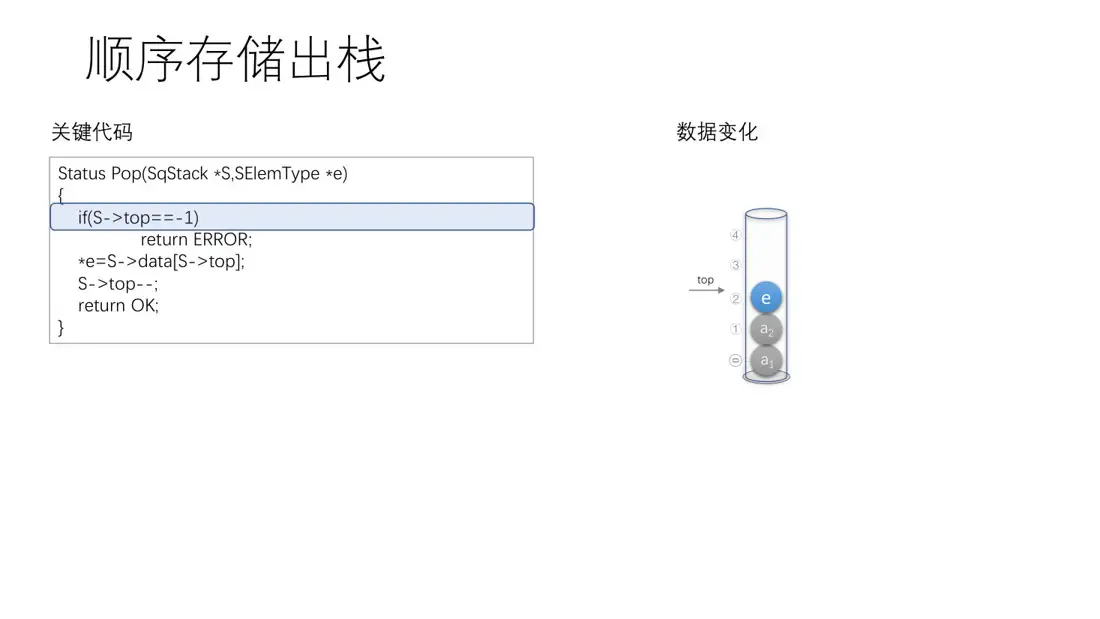 顺序存储出栈
关键代码
数据变化
Status Pop(SqStack *S,SElemType *e)
{
if(S->top==-1)
return ERROR;
*e=S->data[S->top];
S->top--;
return OK;
}
top
④
③
② e
① a₂
⓪ a₁